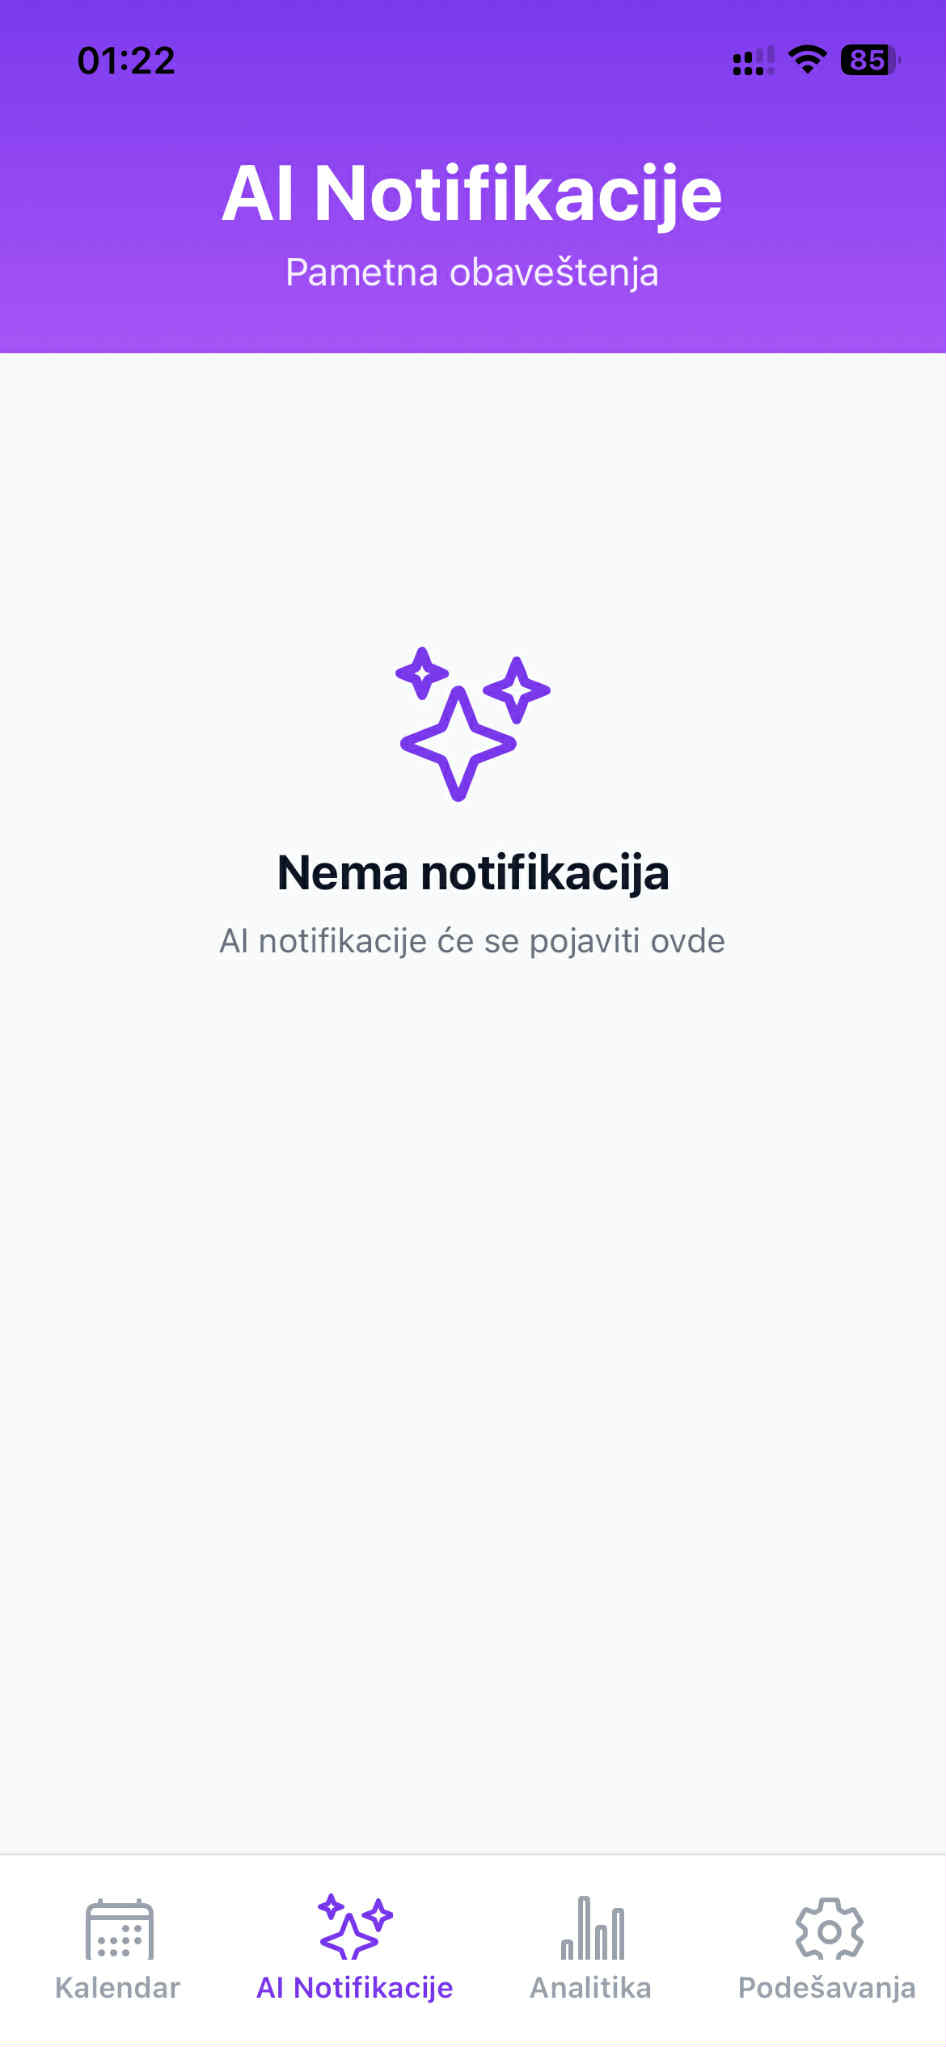 01:22
85
AI Notifikacije
Pametna obaveštenja
Nema notifikacija
AI notifikacije će se pojaviti ovde
Kalendar
AI Notifikacije
Analitika
Podešavanja